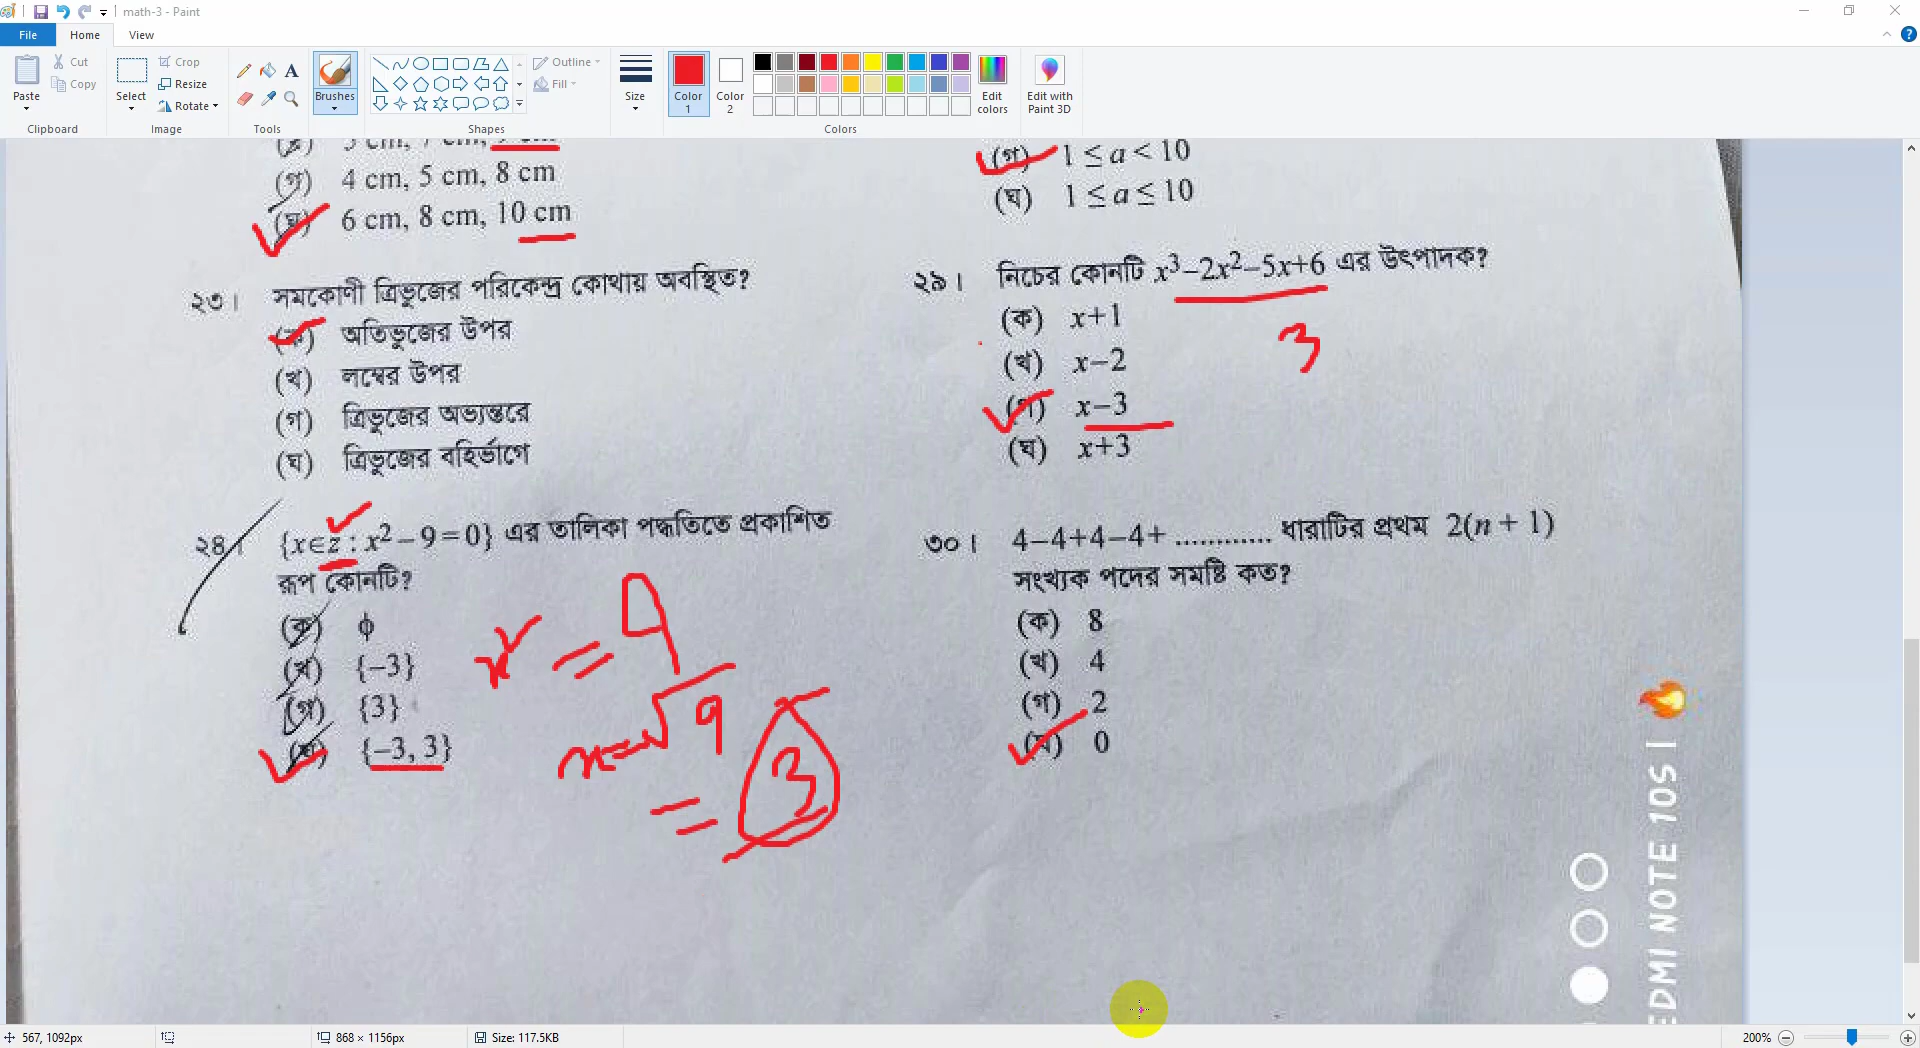 math-3 - Paint
File
Home
View
Paste
Cut
Copy
Clipboard
Select
Crop
Resize
Rotate
Image
Tools
Brushes
Shapes
Outline
Fill
Size
Color 1
Color 2
Edit colors
Edit with Paint 3D
Colors
(গ) 4 cm, 5 cm, 8 cm
(ঘ) 6 cm, 8 cm, 10 cm
২৩। সমকোণী ত্রিভুজের পরিকেন্দ্র কোথায় অবস্থিত?
(ক) অতিভুজের উপর
(খ) লম্বের উপর
(গ) ত্রিভুজের অভ্যন্তরে
(ঘ) ত্রিভুজের বহির্ভাগে
২৪। {x∈z : x²−9=0} এর তালিকা পদ্ধতিতে প্রকাশিত
রূপ কোনটি?
(ক) ϕ
(খ) {−3}
(গ) {3}
(ঘ) {−3, 3}
x² = 9
x = √9
= 3
(গ) 1 ≤ a < 10
(ঘ) 1 ≤ a ≤ 10
২৯। নিচের কোনটি x³−2x²−5x+6 এর উৎপাদক?
(ক) x+1
(খ) x−2
(গ) x−3
(ঘ) x+3
3
৩০। 4−4+4−4+ ............ ধারাটির প্রথম 2(n + 1)
সংখ্যক পদের সমষ্টি কত?
(ক) 8
(খ) 4
(গ) 2
(ঘ) 0
EDMI NOTE 10S |
567, 1092px
868 × 1156px
Size: 117.5KB
200%